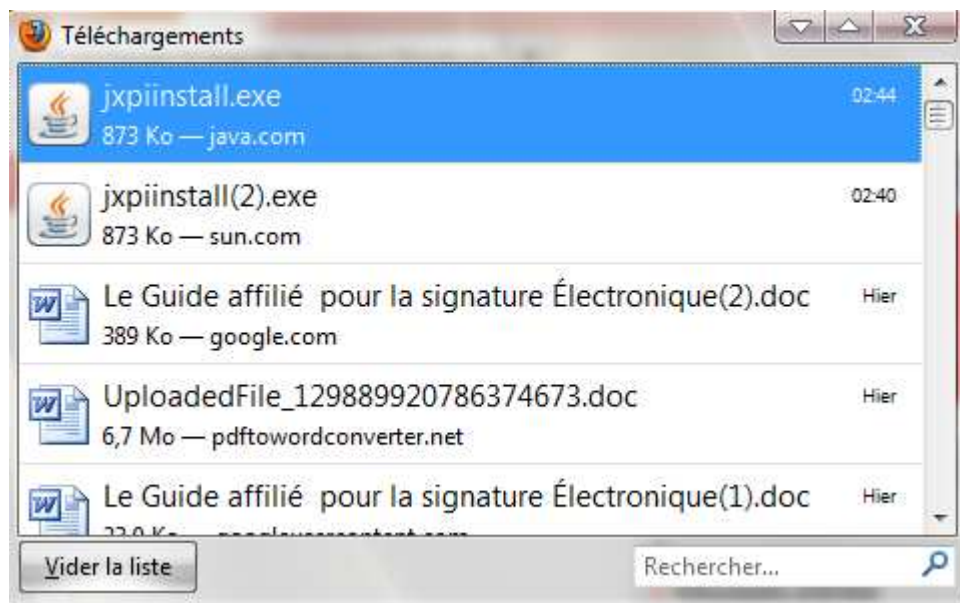 Téléchargements
jxpiinstall.exe
02:44
873 Ko — java.com
jxpiinstall(2).exe
02:40
873 Ko — sun.com
Le Guide affilié pour la signature Électronique(2).doc
Hier
389 Ko — google.com
UploadedFile_129889920786374673.doc
Hier
6,7 Mo — pdftowordconverter.net
Le Guide affilié pour la signature Électronique(1).doc
Hier
Vider la liste
Rechercher...